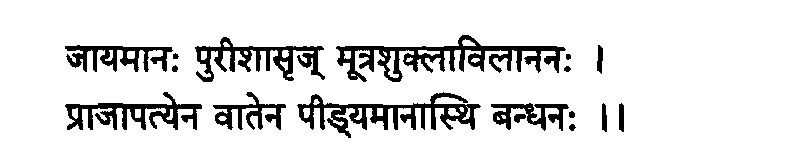 जायमानः पुरीशासृज् मूत्रशुक्लाविलाननः ।
प्राजापत्येन वातेन पीड्यमानास्थि बन्धनः ।।